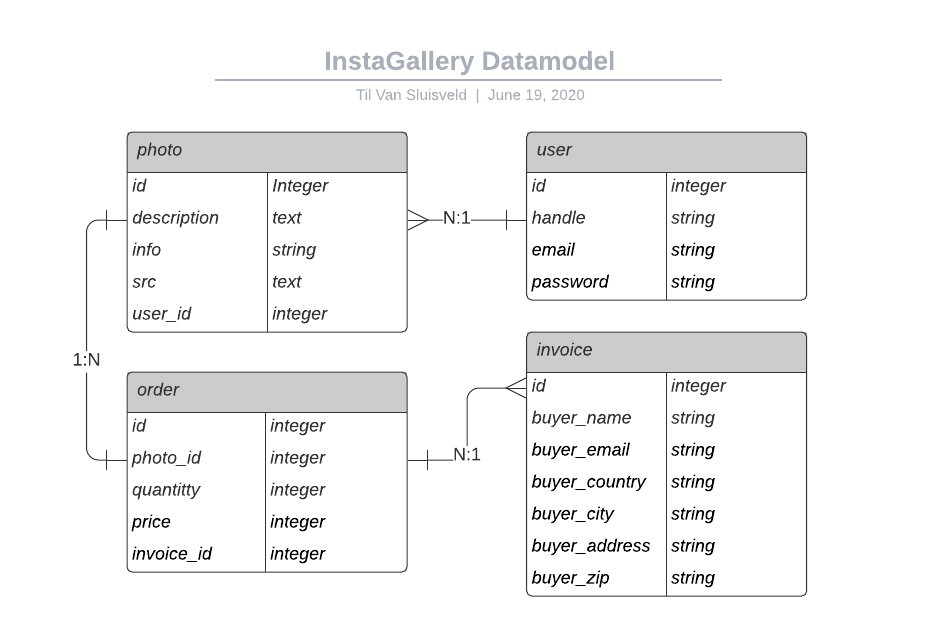 InstaGallery Datamodel
Til Van Sluisveld | June 19, 2020
photo
id Integer
description text
info string
src text
user_id integer
N:1
user
id integer
handle string
email string
password string
1:N
order
id integer
photo_id integer
quantitty integer
price integer
invoice_id integer
N:1
invoice
id integer
buyer_name string
buyer_email string
buyer_country string
buyer_city string
buyer_address string
buyer_zip string